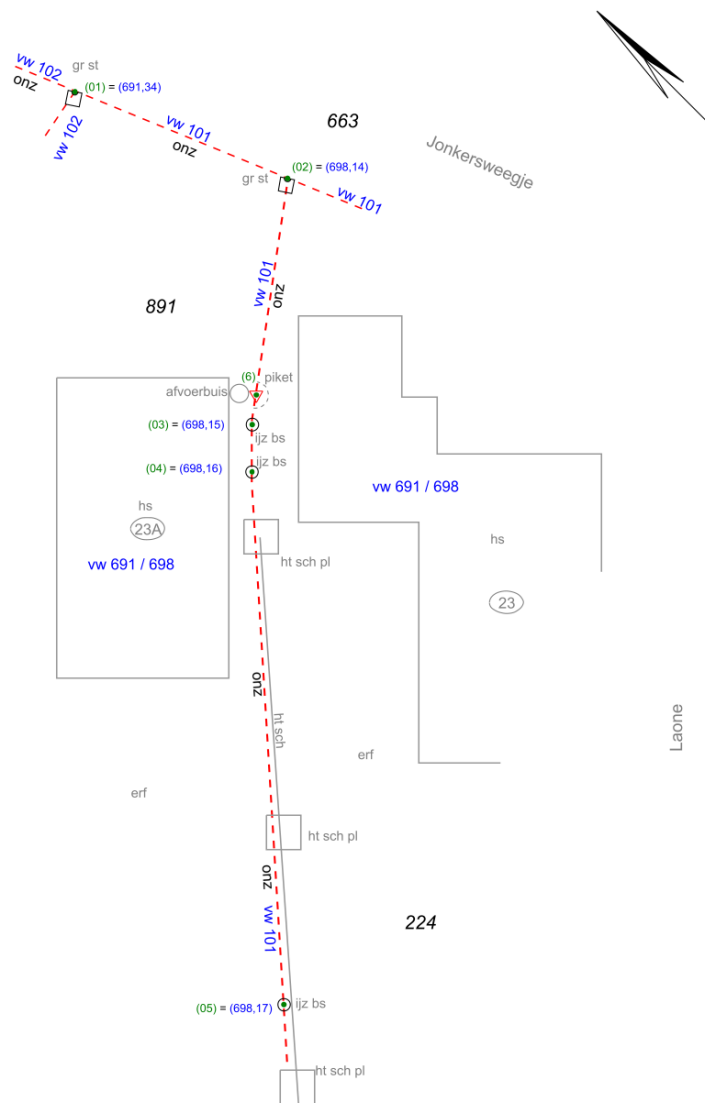 vw 102
gr st
onz
(01) = (691,34)
vw 101
663
vw 102
onz
Jonkersweegje
(02) = (698,14)
gr st
vw 101
vw 101
onz
891
(6)
piket
afvoerbuis
(03) = (698,15)
ijz bs
ijz bs
(04) = (698,16)
vw 691 / 698
hs
23A
hs
vw 691 / 698
ht sch pl
23
onz
ht sch
Laone
erf
erf
ht sch pl
onz
vw 101
224
(05) = (698,17)
ijz bs
ht sch pl